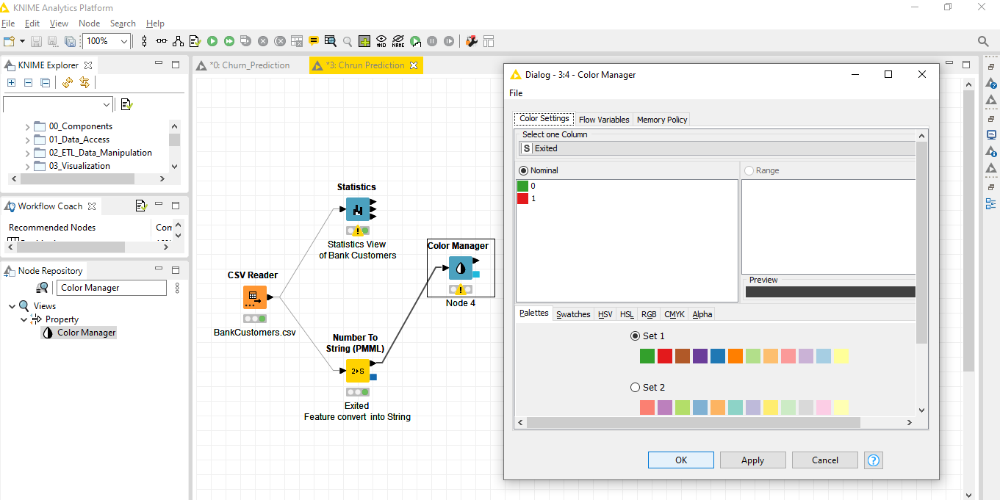 KNIME Analytics Platform
File Edit View Node Search Help
100%
#ID
NAME
KNIME Explorer
00_Components
01_Data_Access
02_ETL_Data_Manipulation
03_Visualization
Workflow Coach
Recommended Nodes
Com
Node Repository
Color Manager
Views
Property
Color Manager
*0: Churn_Prediction
*3: Chrun Prediction
Statistics
Statistics View
of Bank Customers
CSV Reader
BankCustomers.csv
Number To
String (PMML)
2 S
Exited
Feature convert into String
Color Manager
Node 4
Dialog - 3:4 - Color Manager
File
Color Settings
Flow Variables
Memory Policy
Select one Column
S Exited
Nominal
Range
0
1
Preview
Palettes
Swatches
HSV
HSL
RGB
CMYK
Alpha
Set 1
Set 2
OK
Apply
Cancel
?